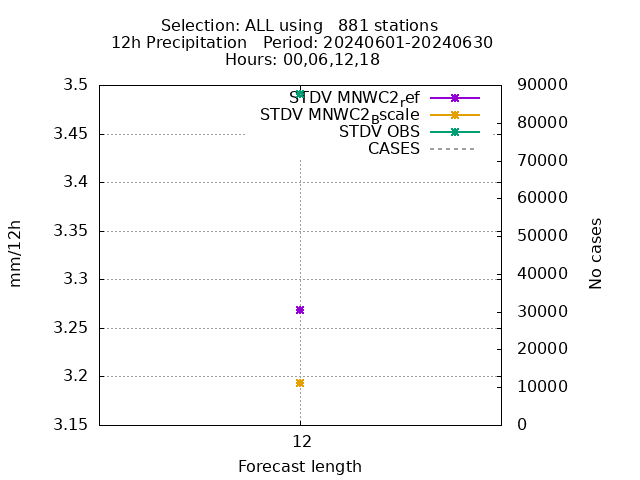 Selection: ALL using   881 stations
12h Precipitation   Period: 20240601-20240630
Hours: 00,06,12,18
3.5
3.45
3.4
3.35
3.3
3.25
3.2
3.15
mm/12h
STDV MNWC2ref
STDV MNWC2Bscale
STDV OBS
CASES
90000
80000
70000
60000
50000
40000
30000
20000
10000
0
No cases
12
Forecast length